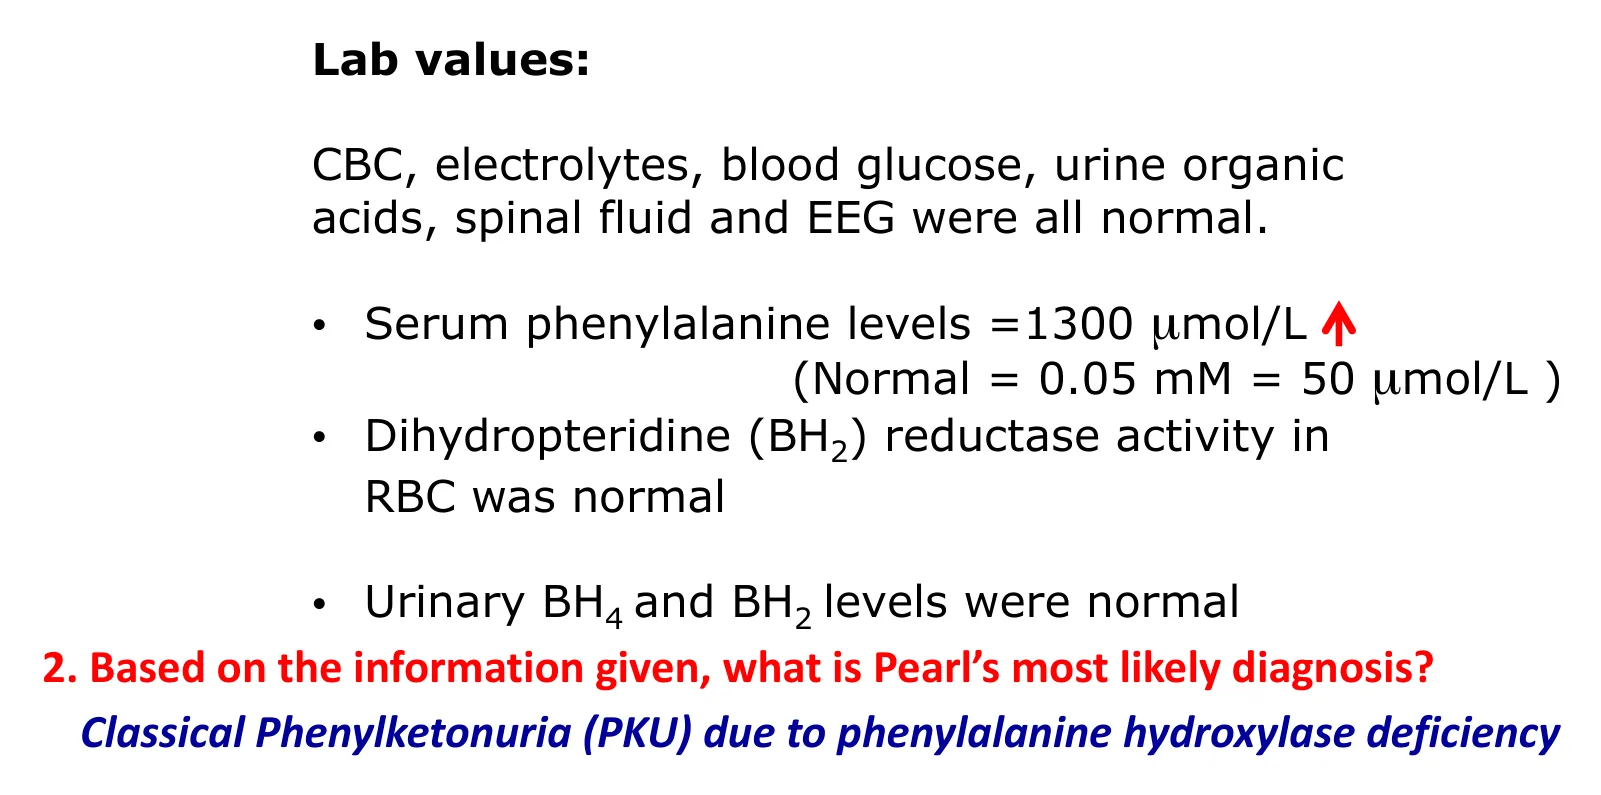 Lab values:
CBC, electrolytes, blood glucose, urine organic
acids, spinal fluid and EEG were all normal.
• Serum phenylalanine levels =1300 μmol/L ↑
(Normal = 0.05 mM = 50 μmol/L )
• Dihydropteridine (BH₂) reductase activity in
RBC was normal
• Urinary BH₄ and BH₂ levels were normal
2. Based on the information given, what is Pearl’s most likely diagnosis?
Classical Phenylketonuria (PKU) due to phenylalanine hydroxylase deficiency